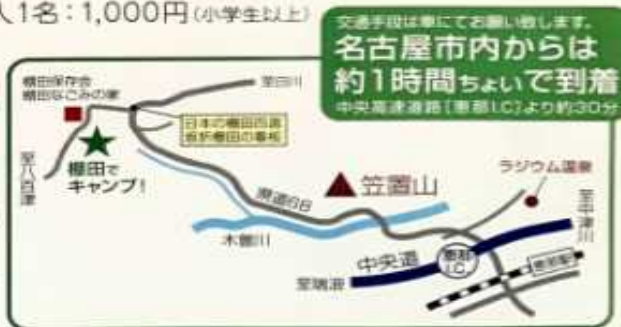 人1名：1,000円(小学生以上)
交通手段は車にてお願い致します。
名古屋市内からは
約1時間ちょいで到着
中央高速道路[恵那I.C]より約30分
棚田保存会
棚田なごみの家
至白川
日本の棚田百選
坂折棚田の看板
棚田で
キャンプ!
至八百津
笠置山
ラジウム温泉
県道68
至中津川
木曽川
中央道
恵那
I.C
至瑞浪
恵那駅